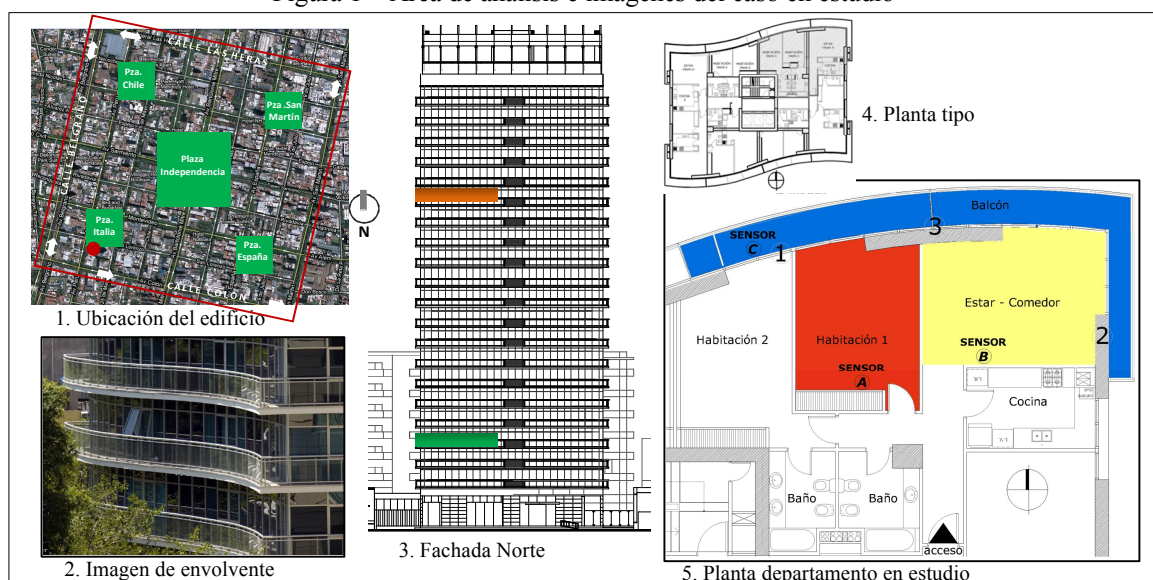 Figura 1 – Área de análisis e imágenes del caso en estudio
CALLE LAS HERAS
Pza.
Chile
Pza .San
Martín
CALLE BELGRANO
Plaza
Independencia
Pza.
Italia
Pza.
España
CALLE COLÓN
N
1. Ubicación del edificio
2. Imagen de envolvente
3. Fachada Norte
4. Planta tipo
Balcón
SENSOR
C
1
3
Estar - Comedor
2
Habitación 2
Habitación 1
SENSOR
B
SENSOR
A
Cocina
Baño
Baño
acceso
5. Planta departamento en estudio